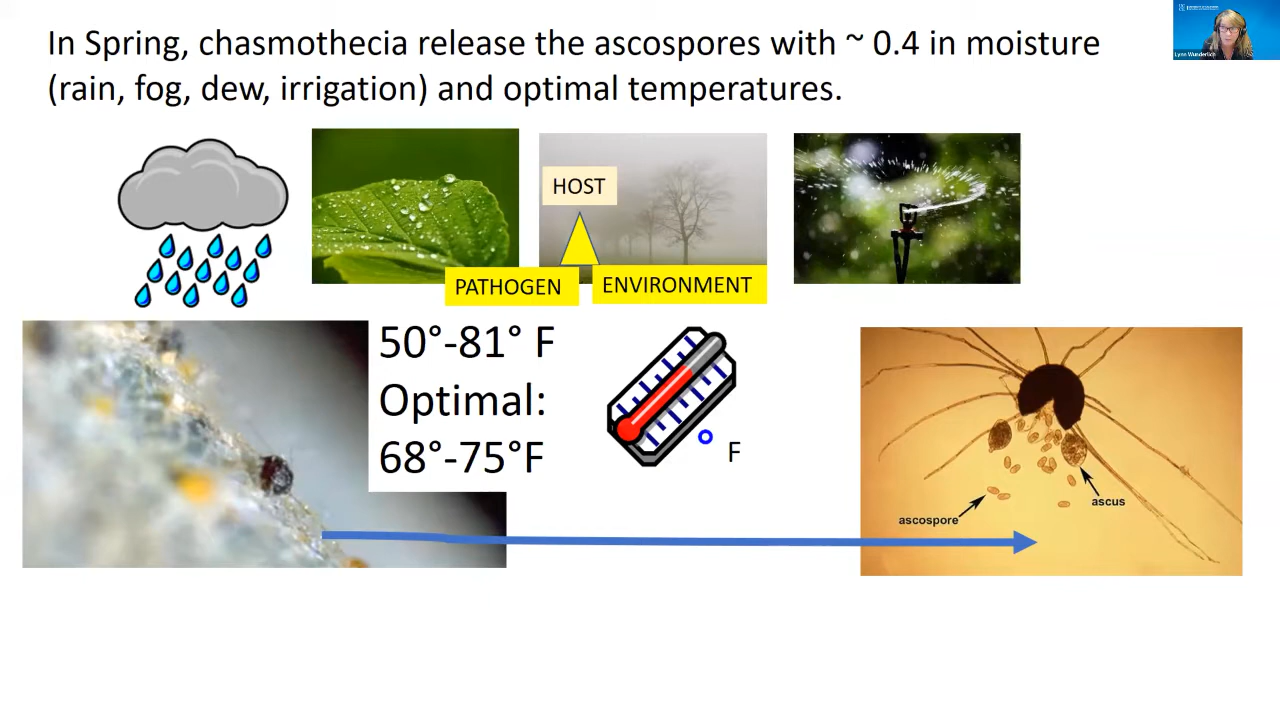 In Spring, chasmothecia release the ascospores with ~ 0.4 in moisture
(rain, fog, dew, irrigation) and optimal temperatures.
Lynn Wunderlich
HOST
PATHOGEN
ENVIRONMENT
50°-81° F
Optimal:
68°-75°F
F
ascospore
ascus